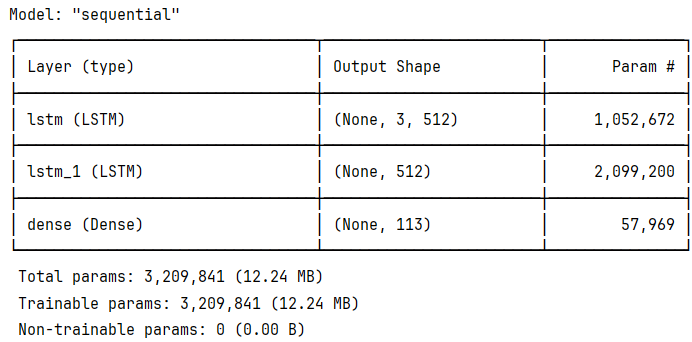 Model: "sequential"
Layer (type) Output Shape Param #
lstm (LSTM) (None, 3, 512) 1,052,672
lstm_1 (LSTM) (None, 512) 2,099,200
dense (Dense) (None, 113) 57,969
Total params: 3,209,841 (12.24 MB)
Trainable params: 3,209,841 (12.24 MB)
Non-trainable params: 0 (0.00 B)